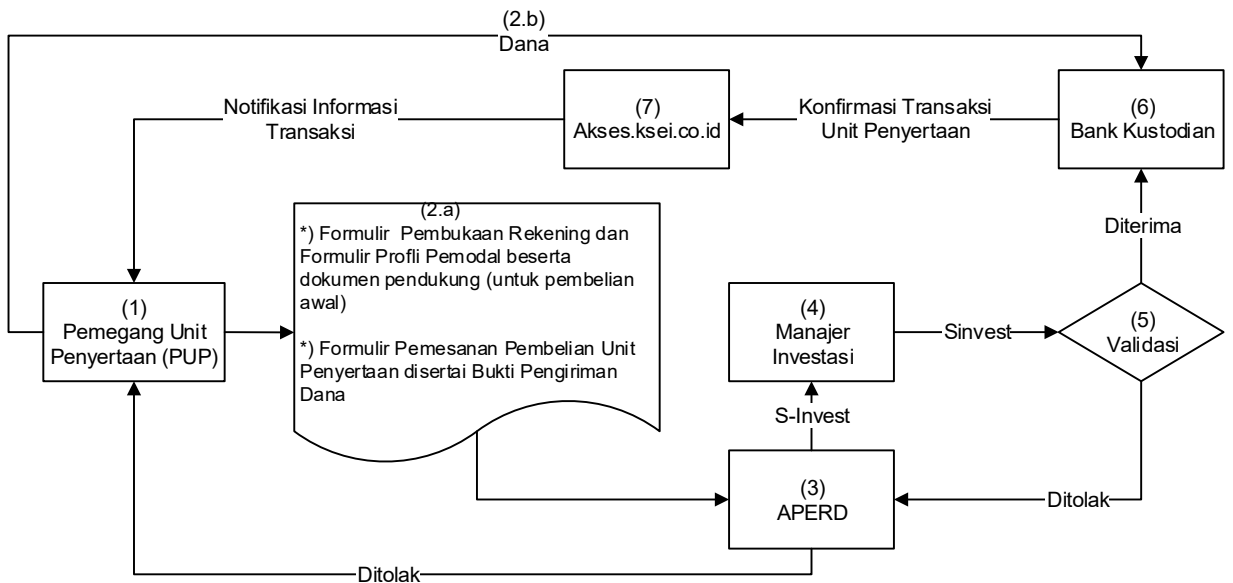 (2.b)
Dana
Notifikasi Informasi
Transaksi
(7)
Akses.ksei.co.id
Konfirmasi Transaksi
Unit Penyertaan
(6)
Bank Kustodian
(2.a)
*) Formulir Pembukaan Rekening dan
Formulir Profli Pemodal beserta
dokumen pendukung (untuk pembelian
awal)
*) Formulir Pemesanan Pembelian Unit
Penyertaan disertai Bukti Pengiriman
Dana
Diterima
(1)
Pemegang Unit
Penyertaan (PUP)
(4)
Manajer
Investasi
Sinvest
(5)
Validasi
S-Invest
(3)
APERD
Ditolak
Ditolak